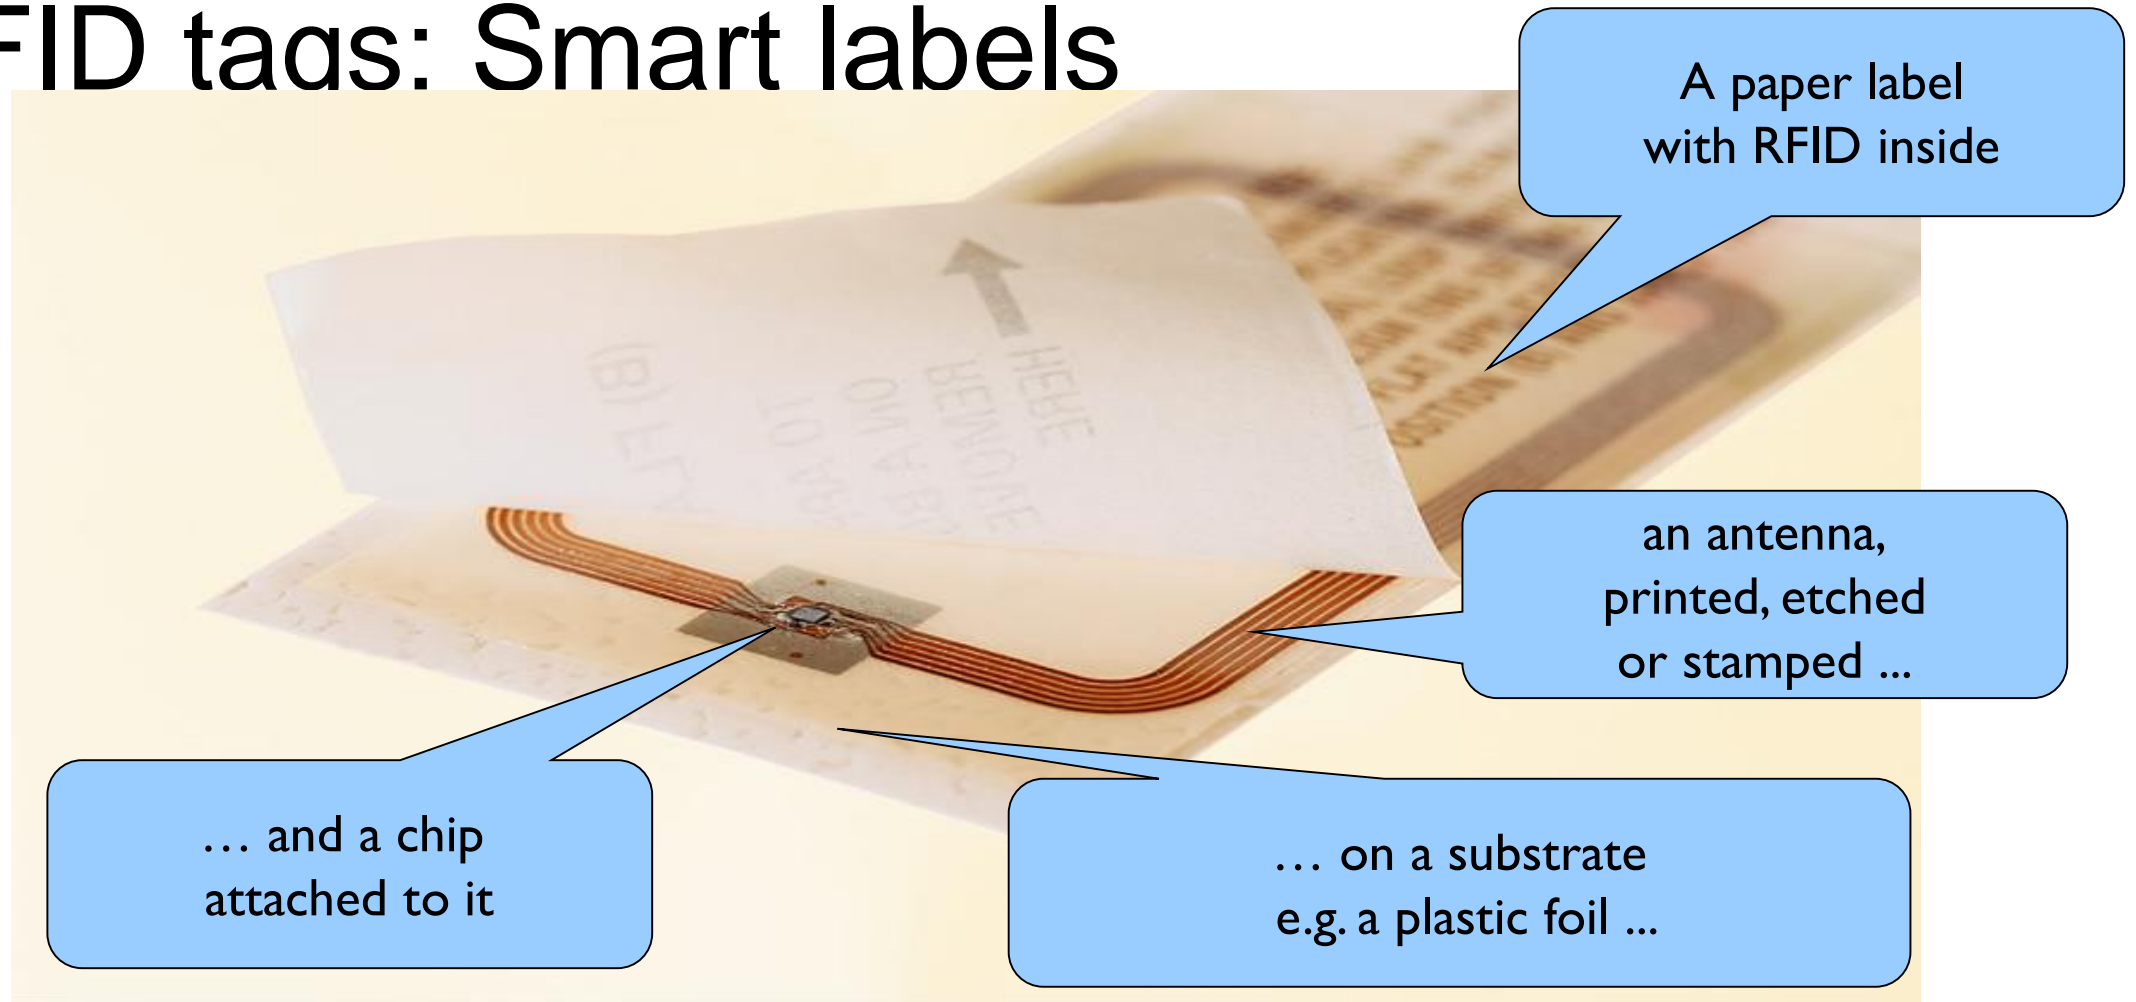 FID tags: Smart labels
A paper label
with RFID inside
HERE
REMOVE
TO
(B)
an antenna,
printed, etched
or stamped ...
… and a chip
attached to it
… on a substrate
e.g. a plastic foil ...